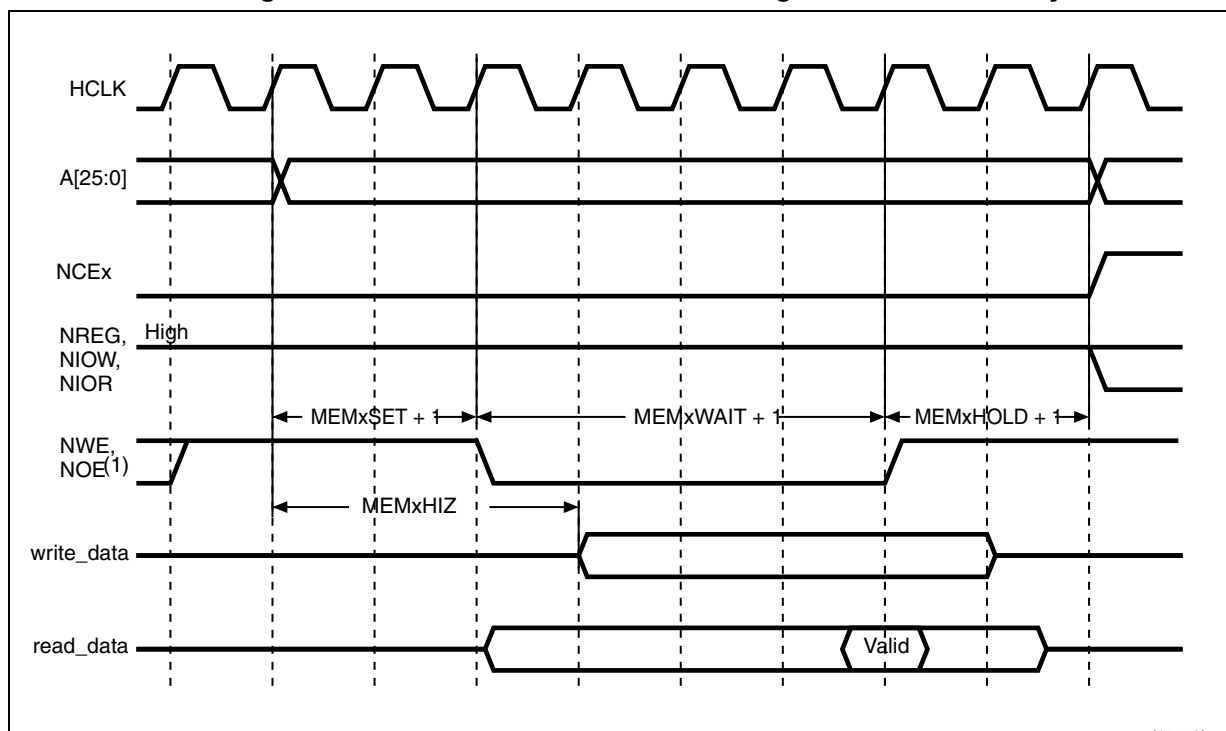 HCLK
A[25:0]
NCEx
NREG,
High
NIOW,
NIOR
MEMxSET + 1
MEMxWAIT + 1
MEMxHOLD + 1
NWE,
NOE(1)
MEMxHIZ
write_data
read_data
Valid